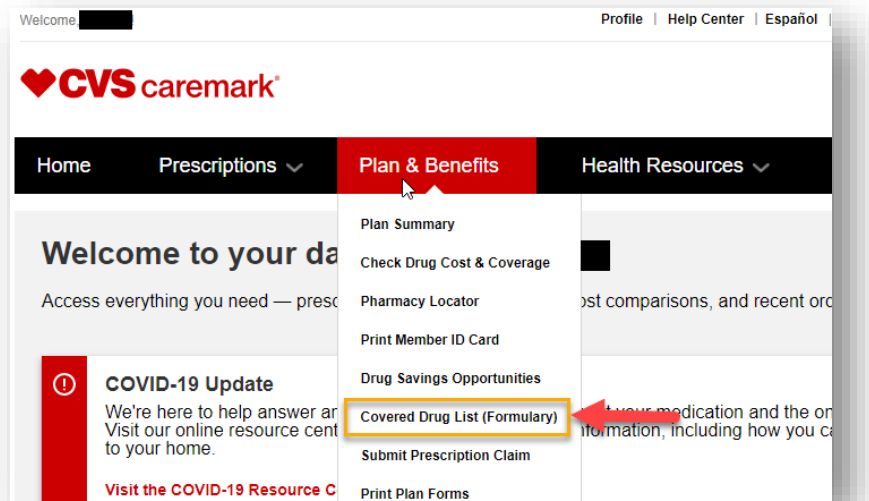 Welcome,
Profile | Help Center | Español |
CVS caremark®
Home Prescriptions Plan & Benefits Health Resources
Plan Summary
Welcome to your da
Check Drug Cost & Coverage
Access everything you need — presc ost comparisons, and recent ord
Pharmacy Locator
Print Member ID Card
Drug Savings Opportunities
COVID-19 Update
We're here to help answer an your medication and the on
Covered Drug List (Formulary)
Visit our online resource cent formation, including how you ca
to your home.
Submit Prescription Claim
Visit the COVID-19 Resource C
Print Plan Forms